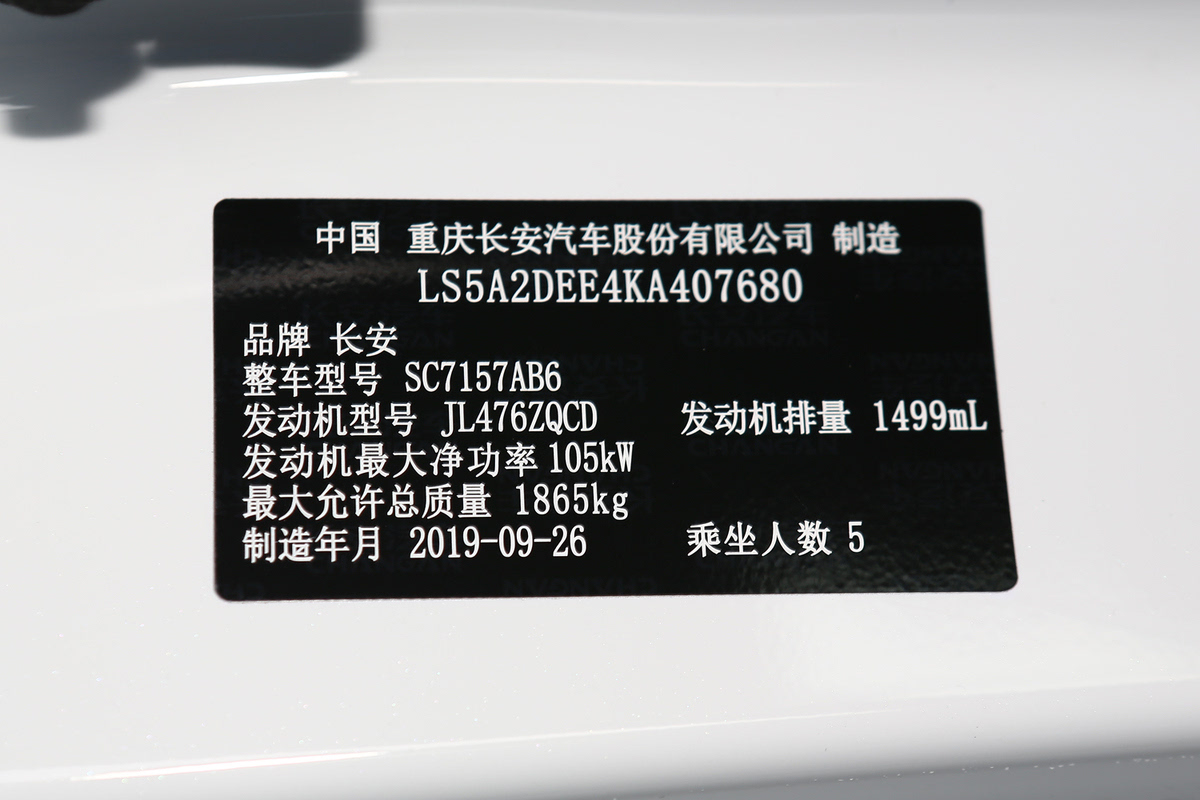 中国 重庆长安汽车股份有限公司 制造
LS5A2DEE4KA407680
品牌 长安
整车型号 SC7157AB6
发动机型号 JL476ZQCD 发动机排量 1499mL
发动机最大净功率 105kW
最大允许总质量 1865kg
制造年月 2019-09-26 乘坐人数 5